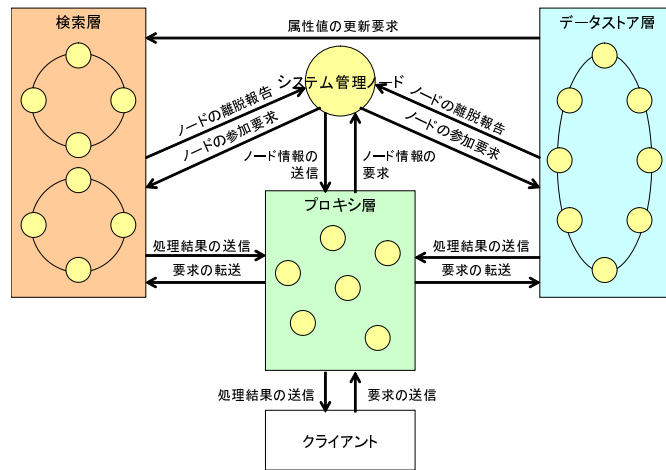 検索層
データストア層
属性値の更新要求
システム管理ノード
ノードの離脱報告
ノードの参加要求
ノードの離脱報告
ノードの参加要求
ノード情報の
送信
ノード情報の
要求
プロキシ層
処理結果の送信
要求の転送
処理結果の送信
要求の転送
処理結果の送信
要求の送信
クライアント